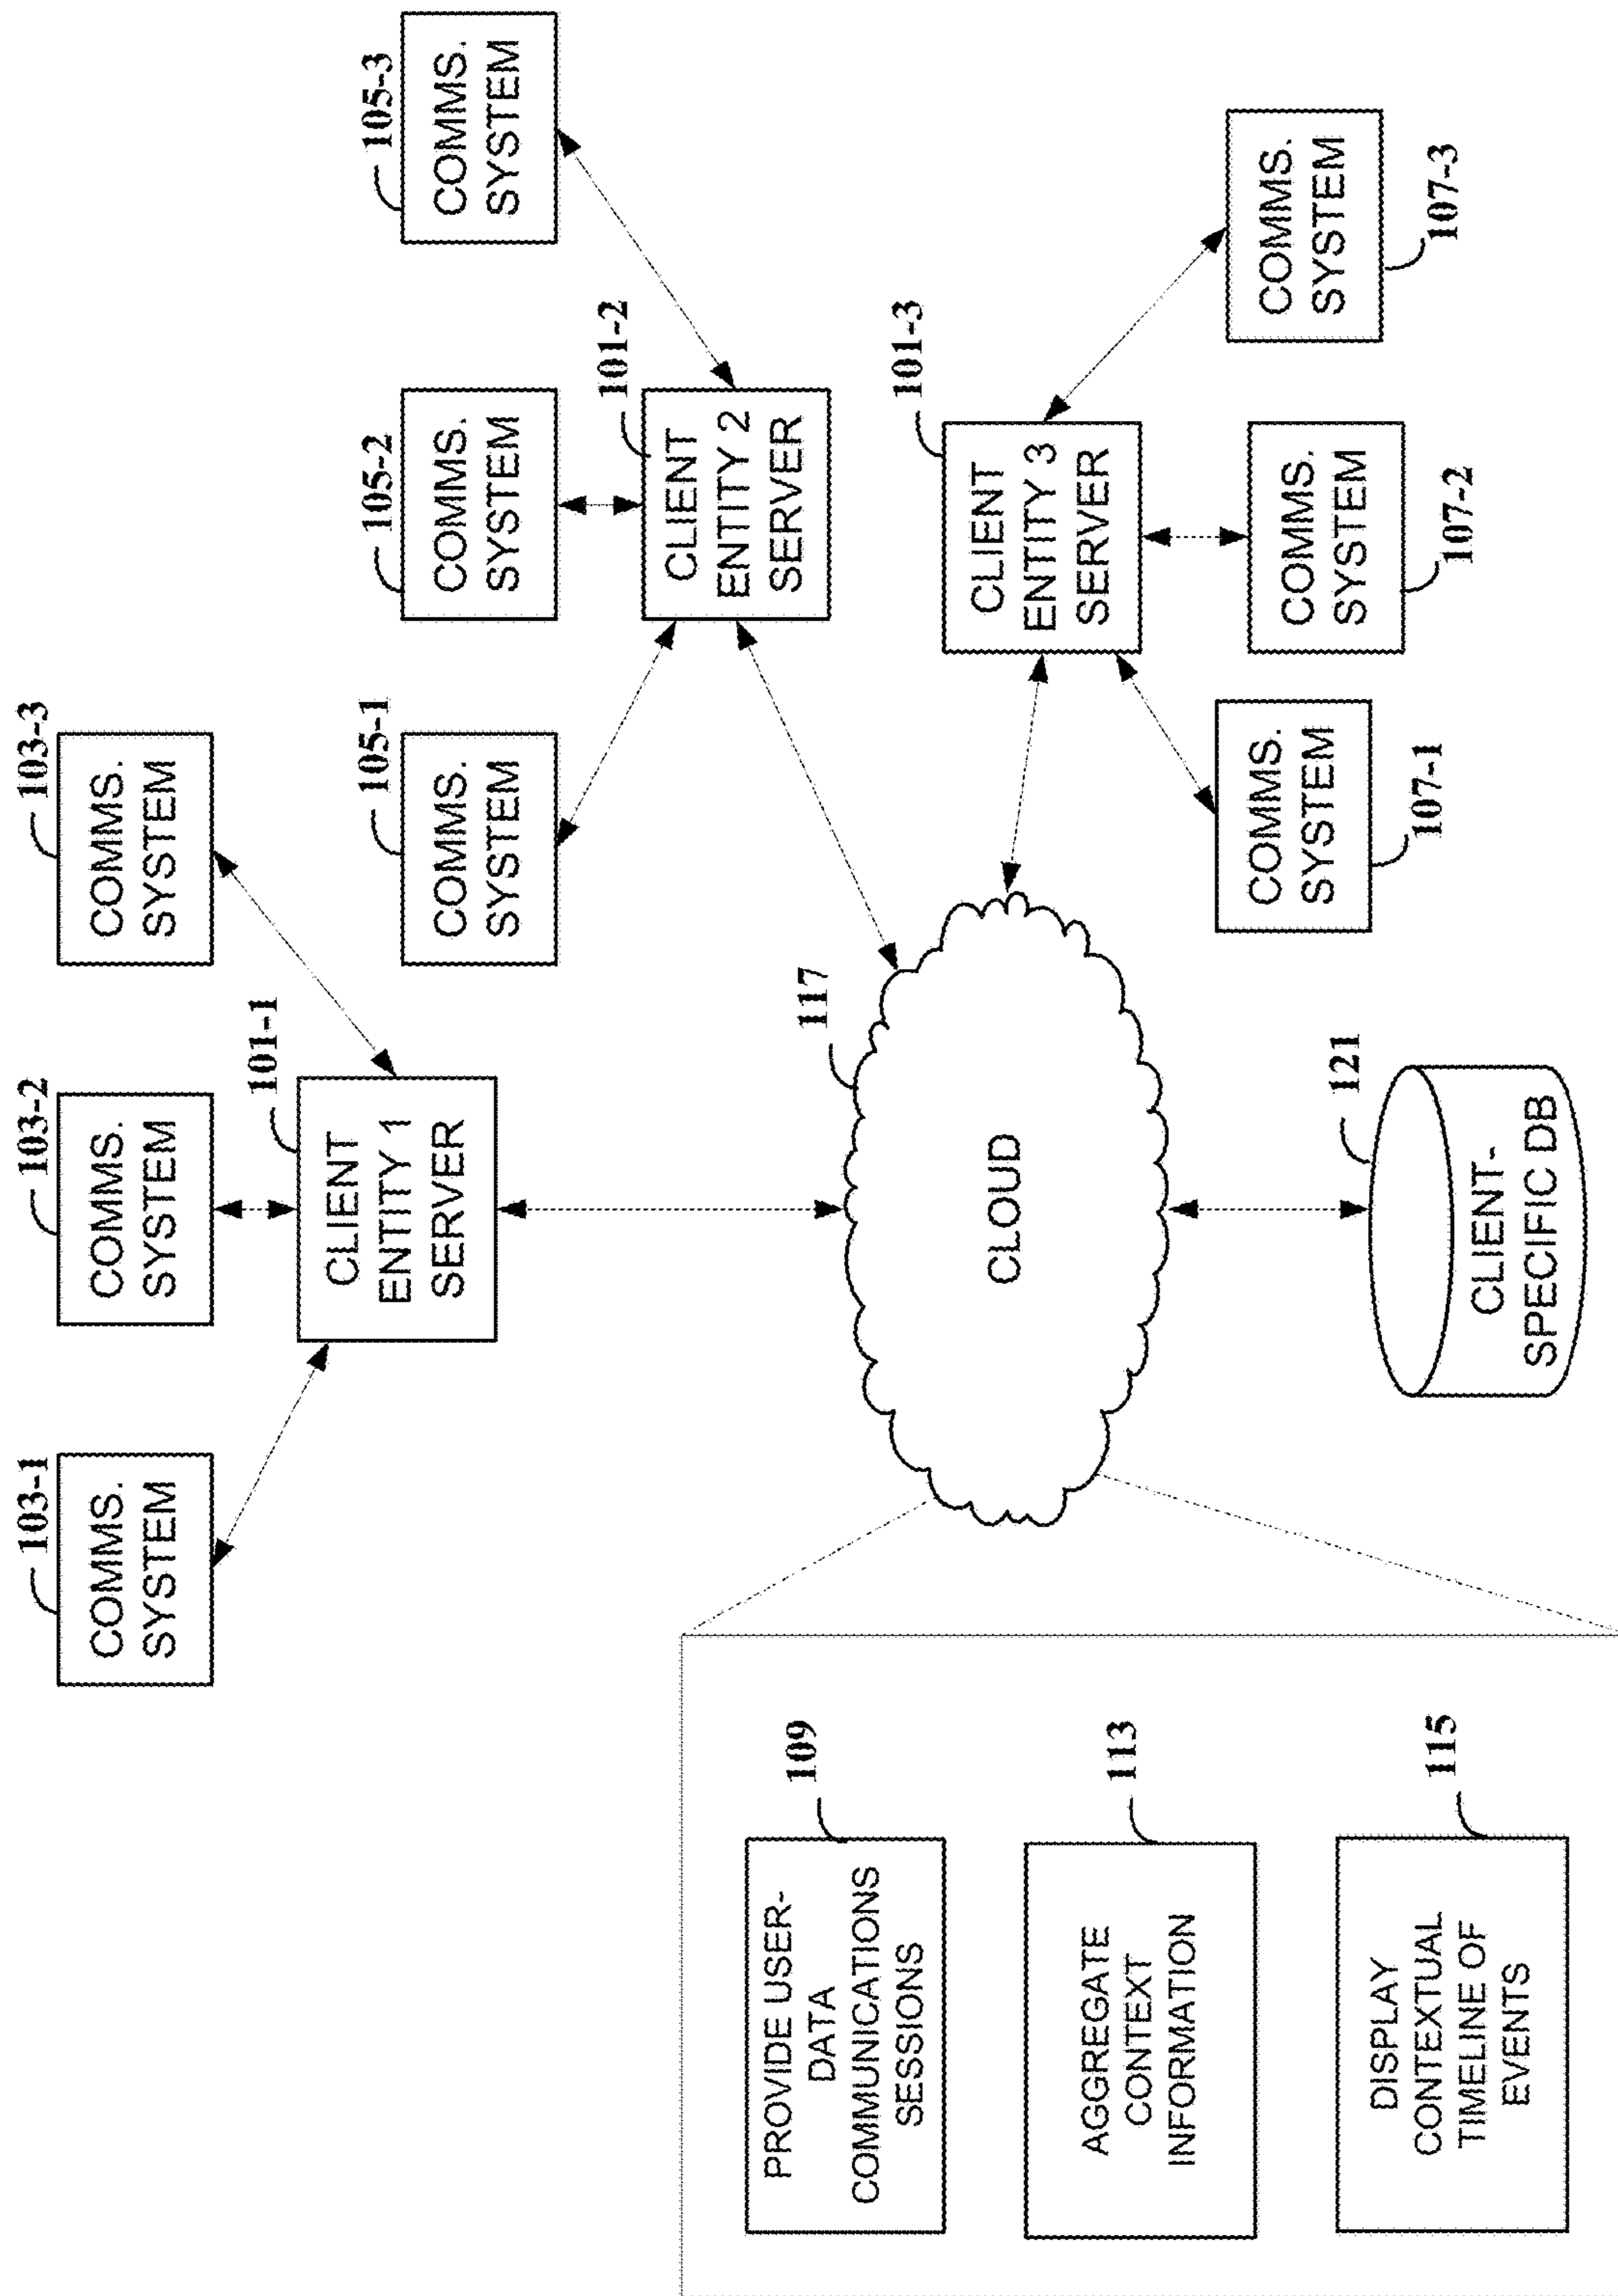 103-1
COMMS.
SYSTEM
103-2
COMMS.
SYSTEM
103-3
COMMS.
SYSTEM
101-1
CLIENT
ENTITY 1
SERVER
105-1
COMMS.
SYSTEM
105-2
COMMS.
SYSTEM
105-3
COMMS.
SYSTEM
101-2
CLIENT
ENTITY 2
SERVER
109
PROVIDE USER-
DATA
COMMUNICATIONS
SESSIONS
113
AGGREGATE
CONTEXT
INFORMATION
115
DISPLAY
CONTEXTUAL
TIMELINE OF
EVENTS
117
CLOUD
101-3
CLIENT
ENTITY 3
SERVER
107-1
COMMS.
SYSTEM
107-2
COMMS.
SYSTEM
107-3
COMMS.
SYSTEM
121
CLIENT-
SPECIFIC DB